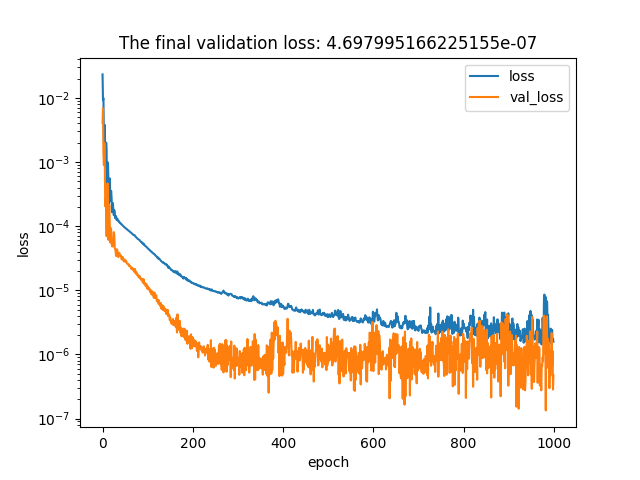 The final validation loss: 4.697995166225155e-07
loss
val_loss
10⁻²
10⁻³
10⁻⁴
10⁻⁵
10⁻⁶
10⁻⁷
loss
0 200 400 600 800 1000
epoch